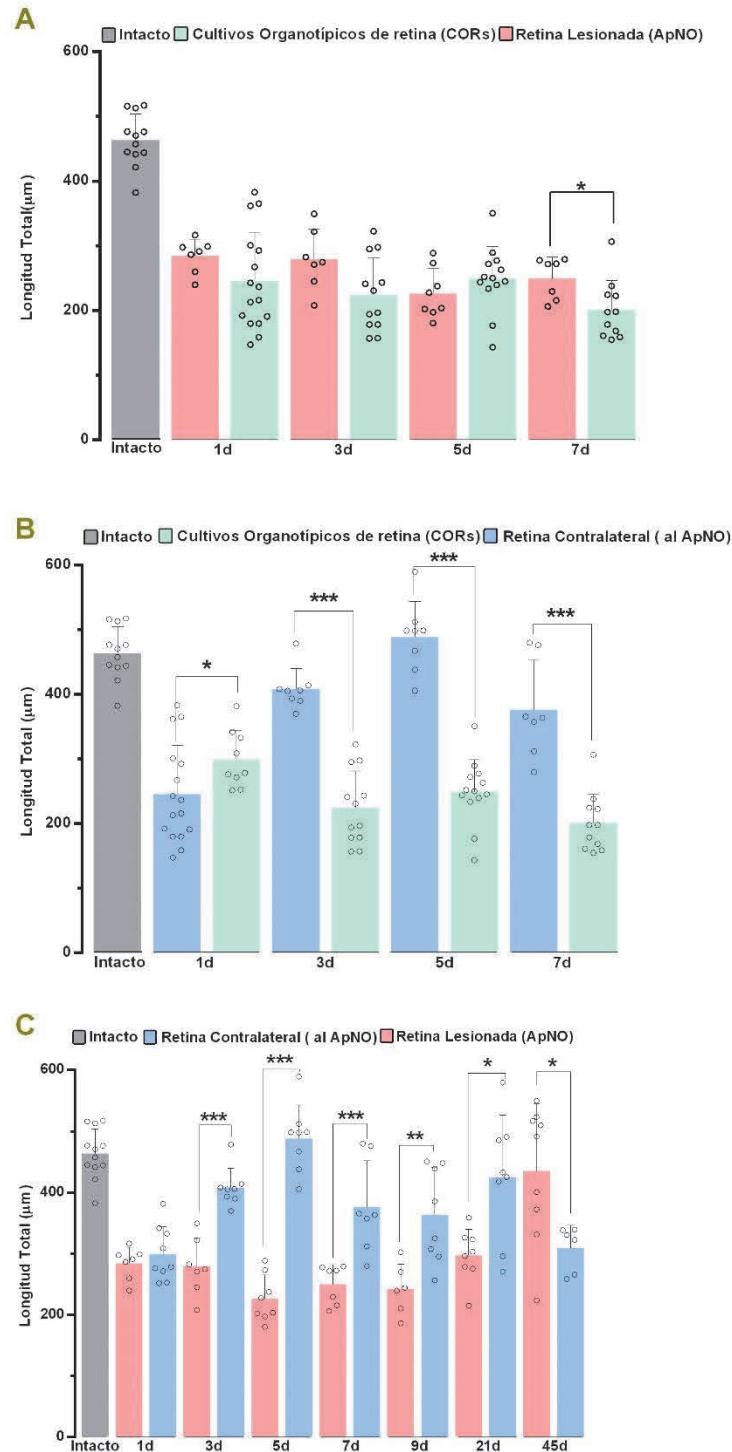 A
Intacto Cultivos Organotípicos de retina (CORs) Retina Lesionada (ApNO)
600
*
400
200
0
Longitud Total(µm)
Intacto 1d 3d 5d 7d
B
Intacto Cultivos Organotípicos de retina (CORs) Retina Contralateral ( al ApNO)
600
***
***
***
*
400
200
0
Longitud Total (µm)
Intacto 1d 3d 5d 7d
C
Intacto Retina Contralateral ( al ApNO) Retina Lesionada (ApNO)
600
***
* *
***
***
**
400
200
0
Longitud Total (µm)
Intacto 1d 3d 5d 7d 9d 21d 45d